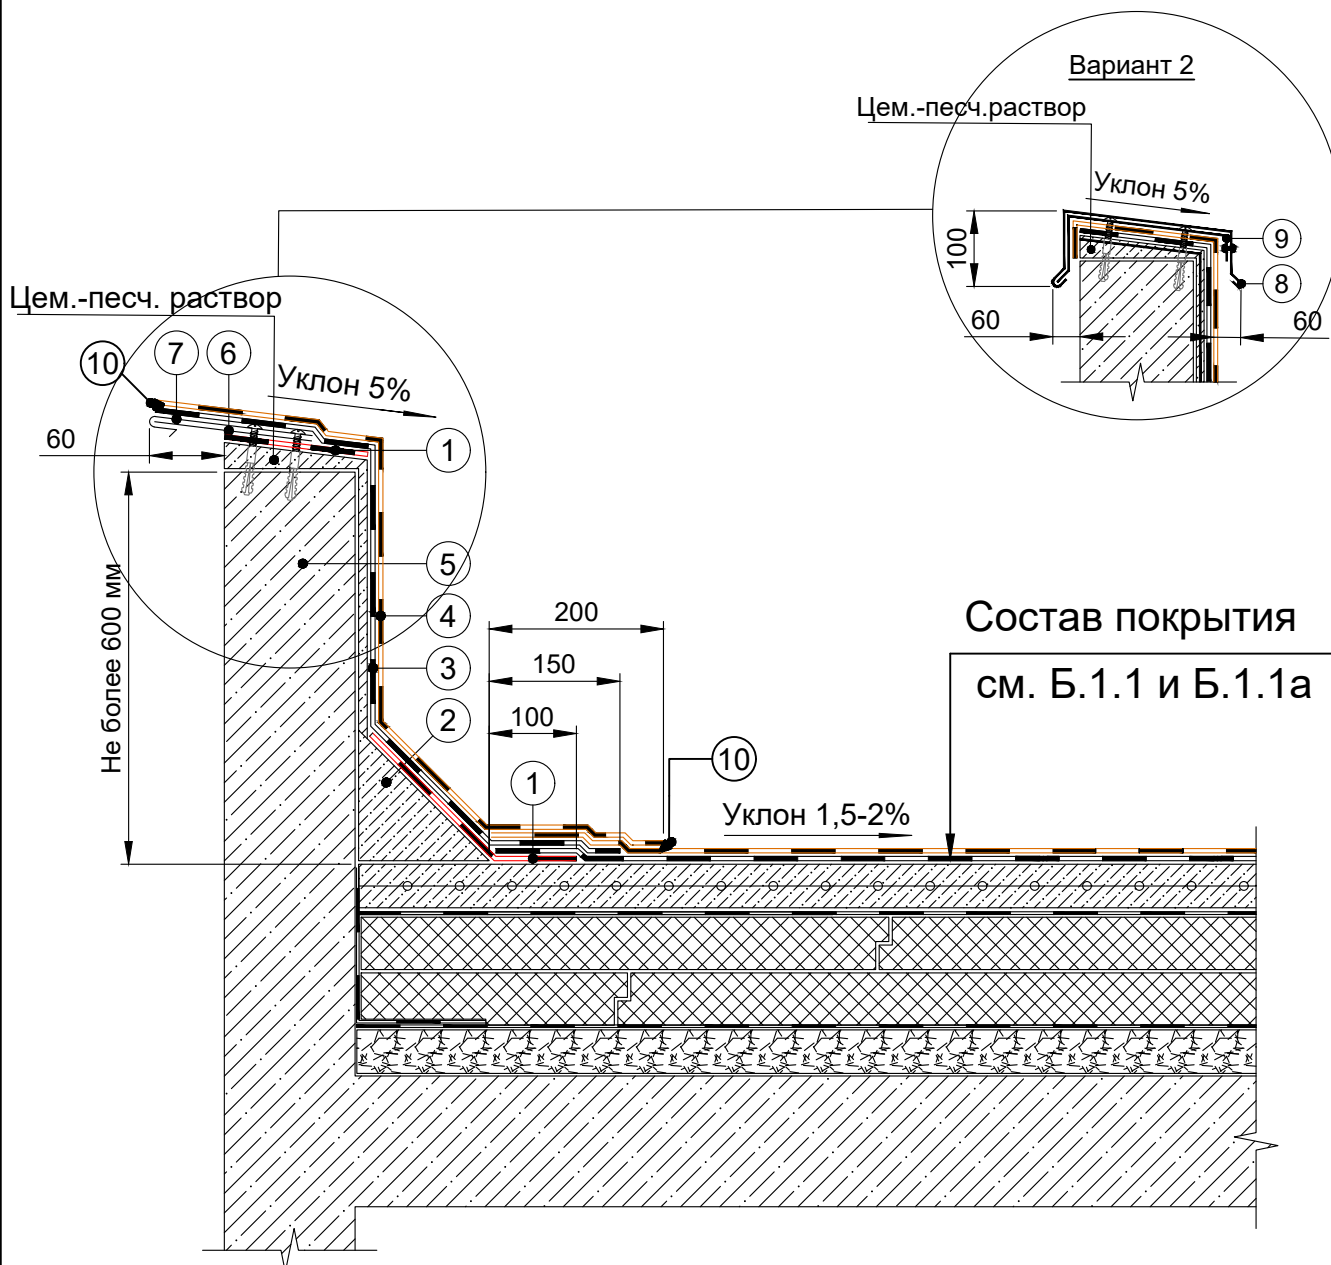 Вариант 2
Цем.-песч.раствор
Уклон 5%
100
9
8
60
60
Цем.-песч. раствор
10
7
6
Уклон 5%
60
1
5
Не более 600 мм
4
200
Состав покрытия
3
150
см. Б.1.1 и Б.1.1а
2
100
10
1
Уклон 1,5-2%